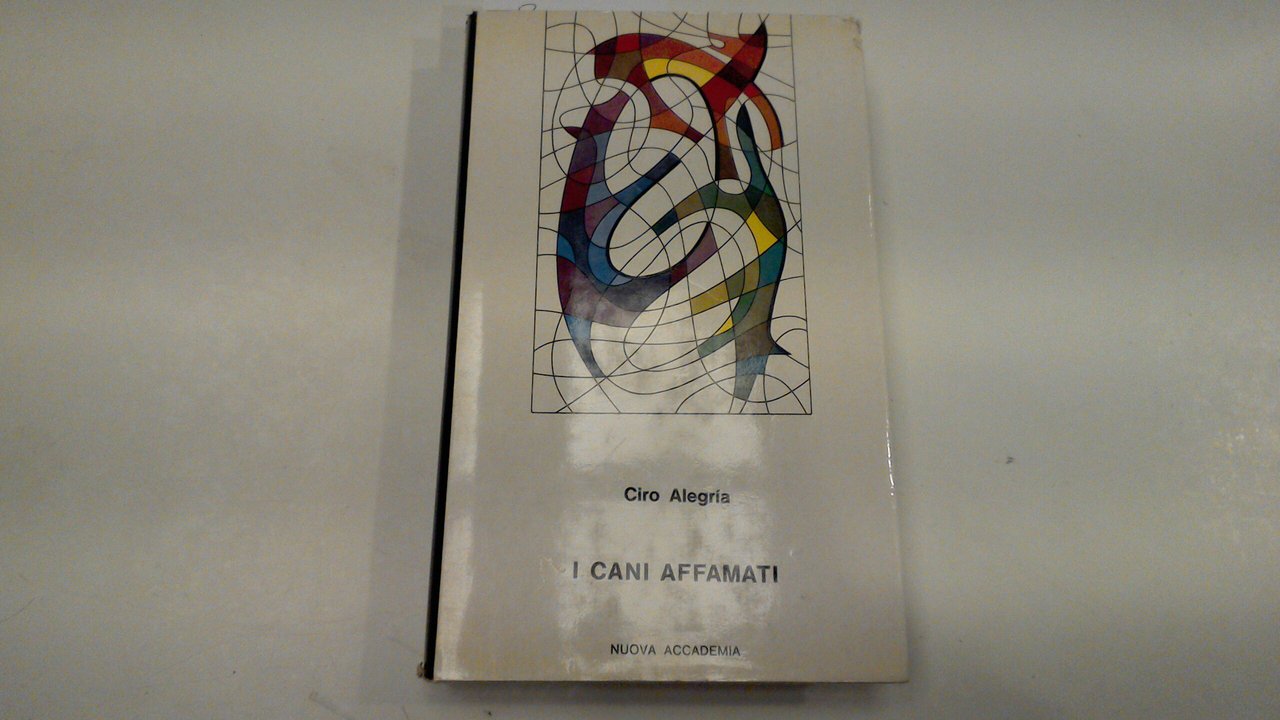 Ciro Alegría
I CANI AFFAMATI
NUOVA ACCADEMIA